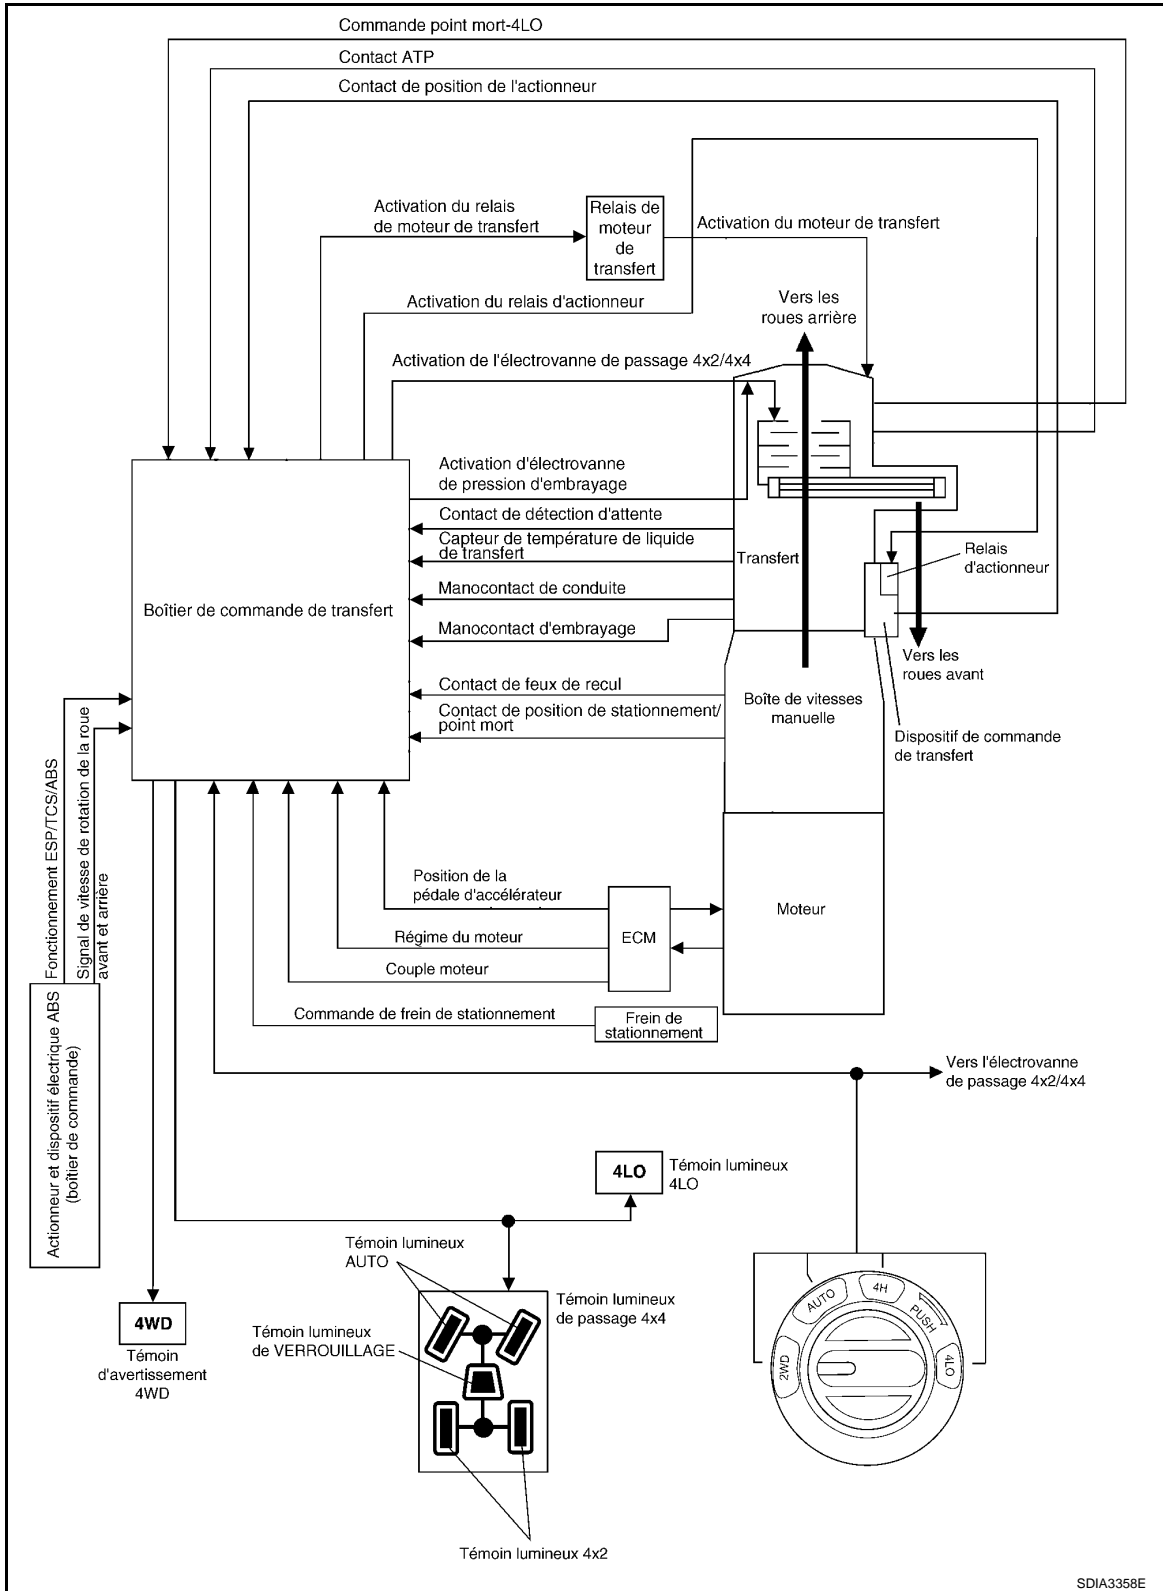 Commande point mort-4LO
Contact ATP
Contact de position de l'actionneur
Activation du relais
de moteur de transfert
Relais de
moteur
de
transfert
Activation du moteur de transfert
Vers les
roues arrière
Activation du relais d'actionneur
Activation de l'électrovanne de passage 4x2/4x4
Activation d'électrovanne
de pression d'embrayage
Contact de détection d'attente
Capteur de température de liquide
de transfert
Transfert
Relais
d'actionneur
Manocontact de conduite
Boîtier de commande de transfert
Manocontact d'embrayage
Vers les
roues avant
Contact de feux de recul
Contact de position de stationnement/
point mort
Boîte de vitesses
manuelle
Dispositif de commande
de transfert
Fonctionnement ESP/TCS/ABS
Signal de vitesse de rotation de la roue
avant et arrière
Position de la
pédale d'accélérateur
ECM
Moteur
Régime du moteur
Couple moteur
Commande de frein de stationnement
Frein de
stationnement
Actionneur et dispositif électrique ABS
(boîtier de commande)
Vers l'électrovanne
de passage 4x2/4x4
4LO
Témoin lumineux
4LO
Témoin lumineux
AUTO
Témoin lumineux
de passage 4x4
Témoin lumineux
de VERROUILLAGE
4WD
Témoin
d'avertissement
4WD
2WD
AUTO
4H
PUSH
4LO
Témoin lumineux 4x2
SDIA3358E